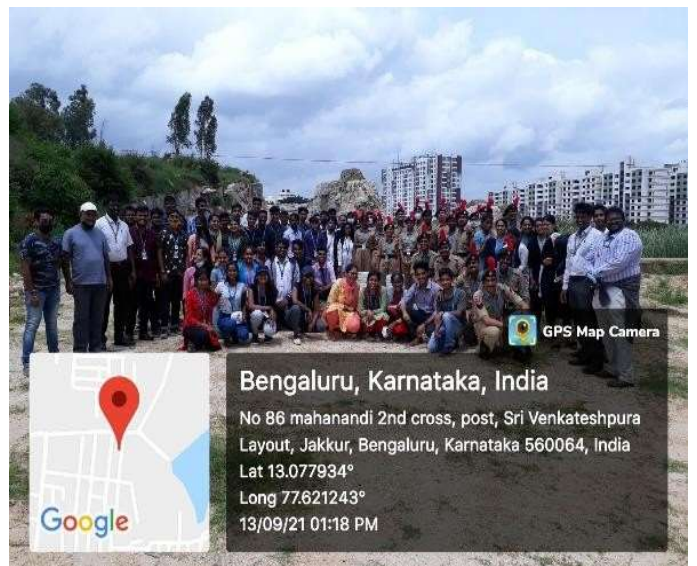 GPS Map Camera
Bengaluru, Karnataka, India
No 86 mahanandi 2nd cross, post, Sri Venkateshpura
Layout, Jakkur, Bengaluru, Karnataka 560064, India
Lat 13.077934°
Long 77.621243°
13/09/21 01:18 PM
Google